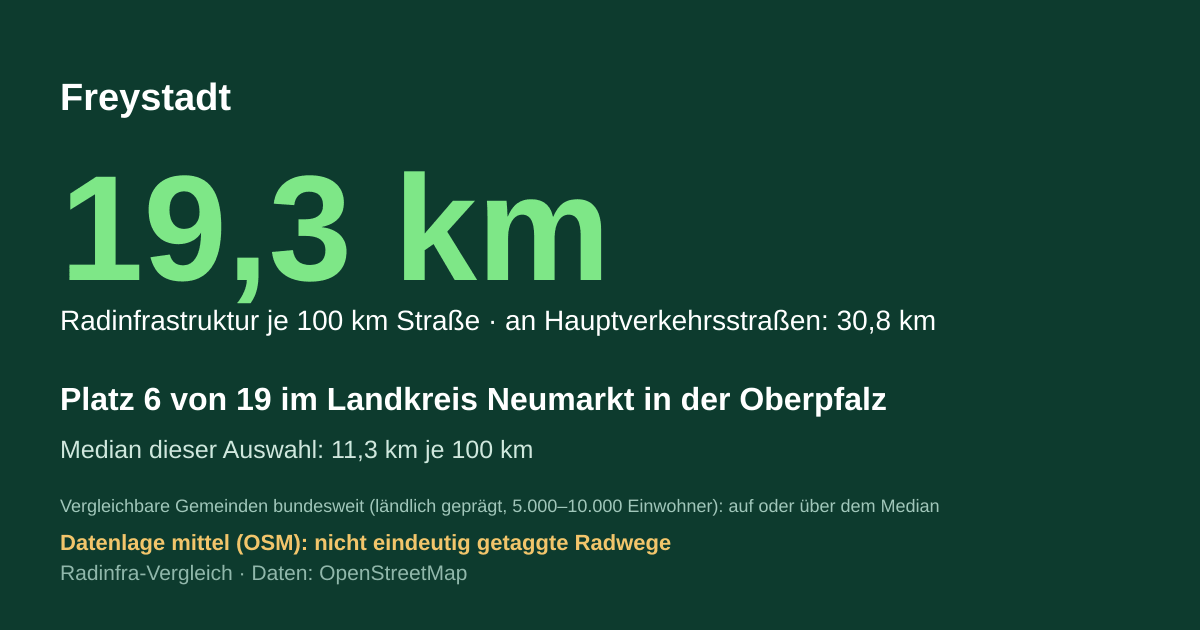 Freystadt
19,3 km
Radinfrastruktur je 100 km Straße · an Hauptverkehrsstraßen: 30,8 km
Platz 6 von 19 im Landkreis Neumarkt in der Oberpfalz
Median dieser Auswahl: 11,3 km je 100 km
Vergleichbare Gemeinden bundesweit (ländlich geprägt, 5.000–10.000 Einwohner): auf oder über dem Median
Datenlage mittel (OSM): nicht eindeutig getaggte Radwege
Radinfra-Vergleich · Daten: OpenStreetMap